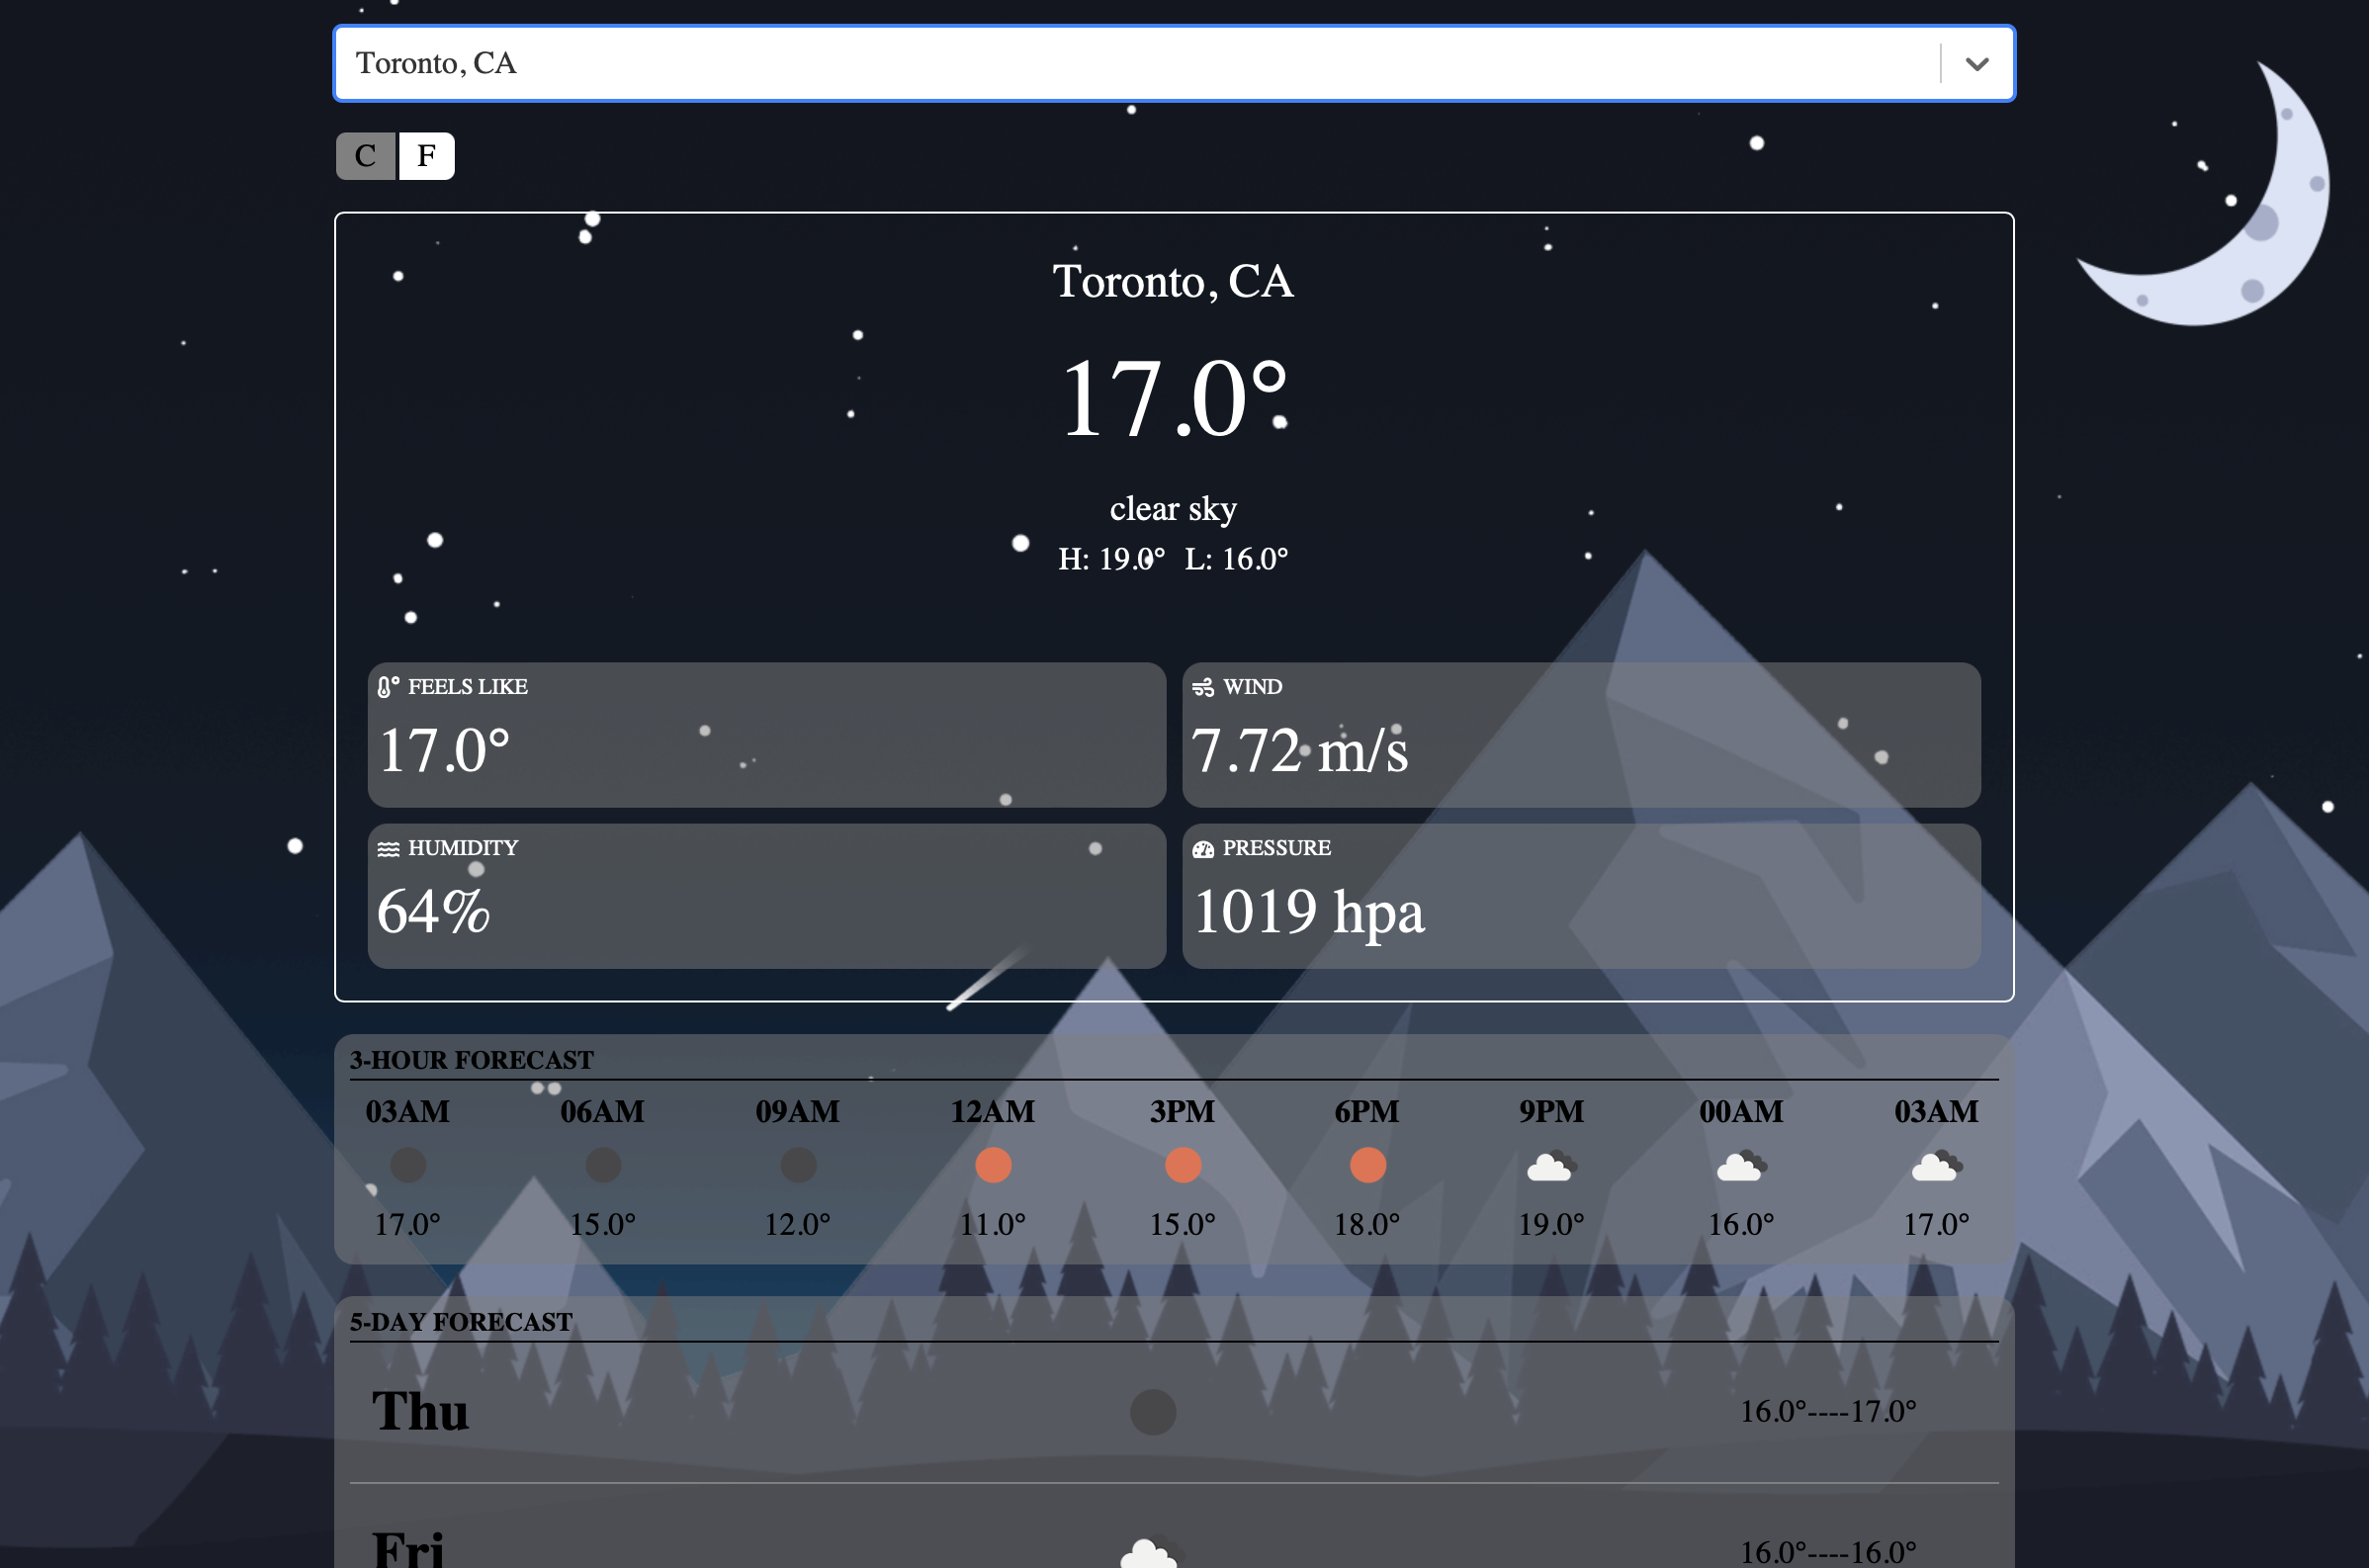 Toronto, CA
C F
Toronto, CA
17.0°
clear sky
H: 19.0° L: 16.0°
FEELS LIKE
17.0°
WIND
7.72 m/s
HUMIDITY
64%
PRESSURE
1019 hpa
3-HOUR FORECAST
03AM 06AM 09AM 12AM 3PM 6PM 9PM 00AM 03AM
17.0° 15.0° 12.0° 11.0° 15.0° 18.0° 19.0° 16.0° 17.0°
5-DAY FORECAST
Thu 16.0°----17.0°
Fri 16.0°----16.0°